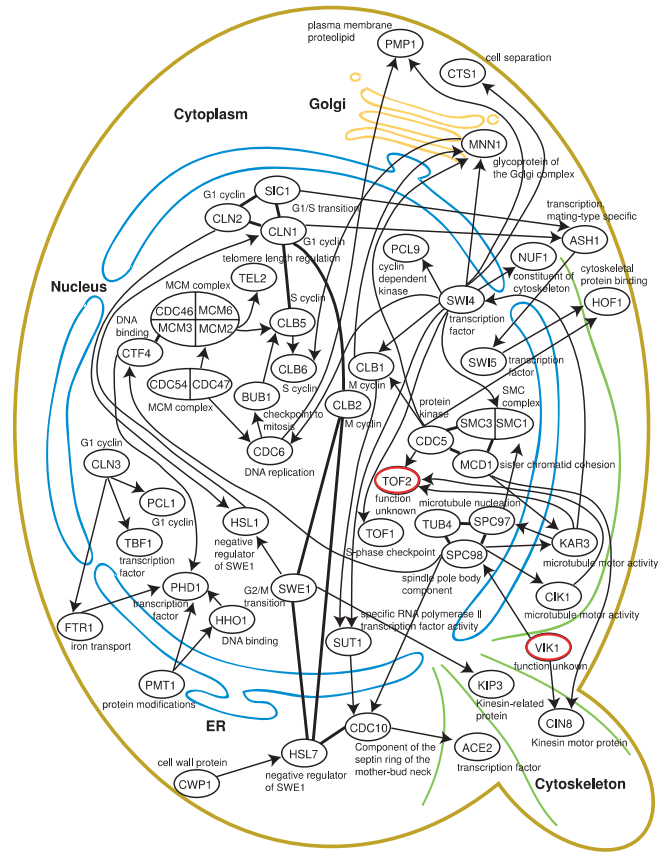 plasma membrane
proteolipid
PMP1
cell separation
CTS1
Cytoplasm
Golgi
MNN1
glycoprotein of
the Golgi complex
G1 cyclin
SIC1
G1/S transition
CLN2
CLN1
G1 cyclin
transcription,
mating-type specific
ASH1
telomere length regulation
PCL9
cyclin
dependent
kinase
NUF1
constituent of
cytoskeleton
cytoskeletal
protein binding
HOF1
Nucleus
MCM complex
TEL2
CDC46
MCM6
MCM3
MCM2
S cyclin
CLB5
SWI4
transcription
factor
DNA
binding
CTF4
CLB6
S cyclin
CLB1
M cyclin
SWI5
transcription
factor
CDC54
CDC47
MCM complex
BUB1
checkpoint to
mitosis
CLB2
M cyclin
protein
kinase
SMC
complex
SMC3
SMC1
CDC5
CDC6
DNA replication
MCD1
sister chromatid cohesion
G1 cyclin
CLN3
TOF2
function
unknown
PCL1
G1 cyclin
microtubule nucleation
TUB4
SPC97
HSL1
negative
regulator
of SWE1
TOF1
S-phase checkpoint
TBF1
transcription
factor
KAR3
microtubule motor activity
SPC98
spindle pole body
component
PHD1
transcription
factor
G2/M
transition
SWE1
CIK1
microtubule motor activity
HHO1
DNA binding
specific RNA polymerase II
transcription factor activity
FTR1
iron transport
SUT1
VIK1
function unkown
PMT1
protein modifications
KIP3
Kinesin-related
protein
ER
CIN8
Kinesin motor protein
CDC10
Component of the
septin ring of the
mother-bud neck
ACE2
transcription factor
HSL7
negative regulator
of SWE1
cell wall protein
CWP1
Cytoskeleton